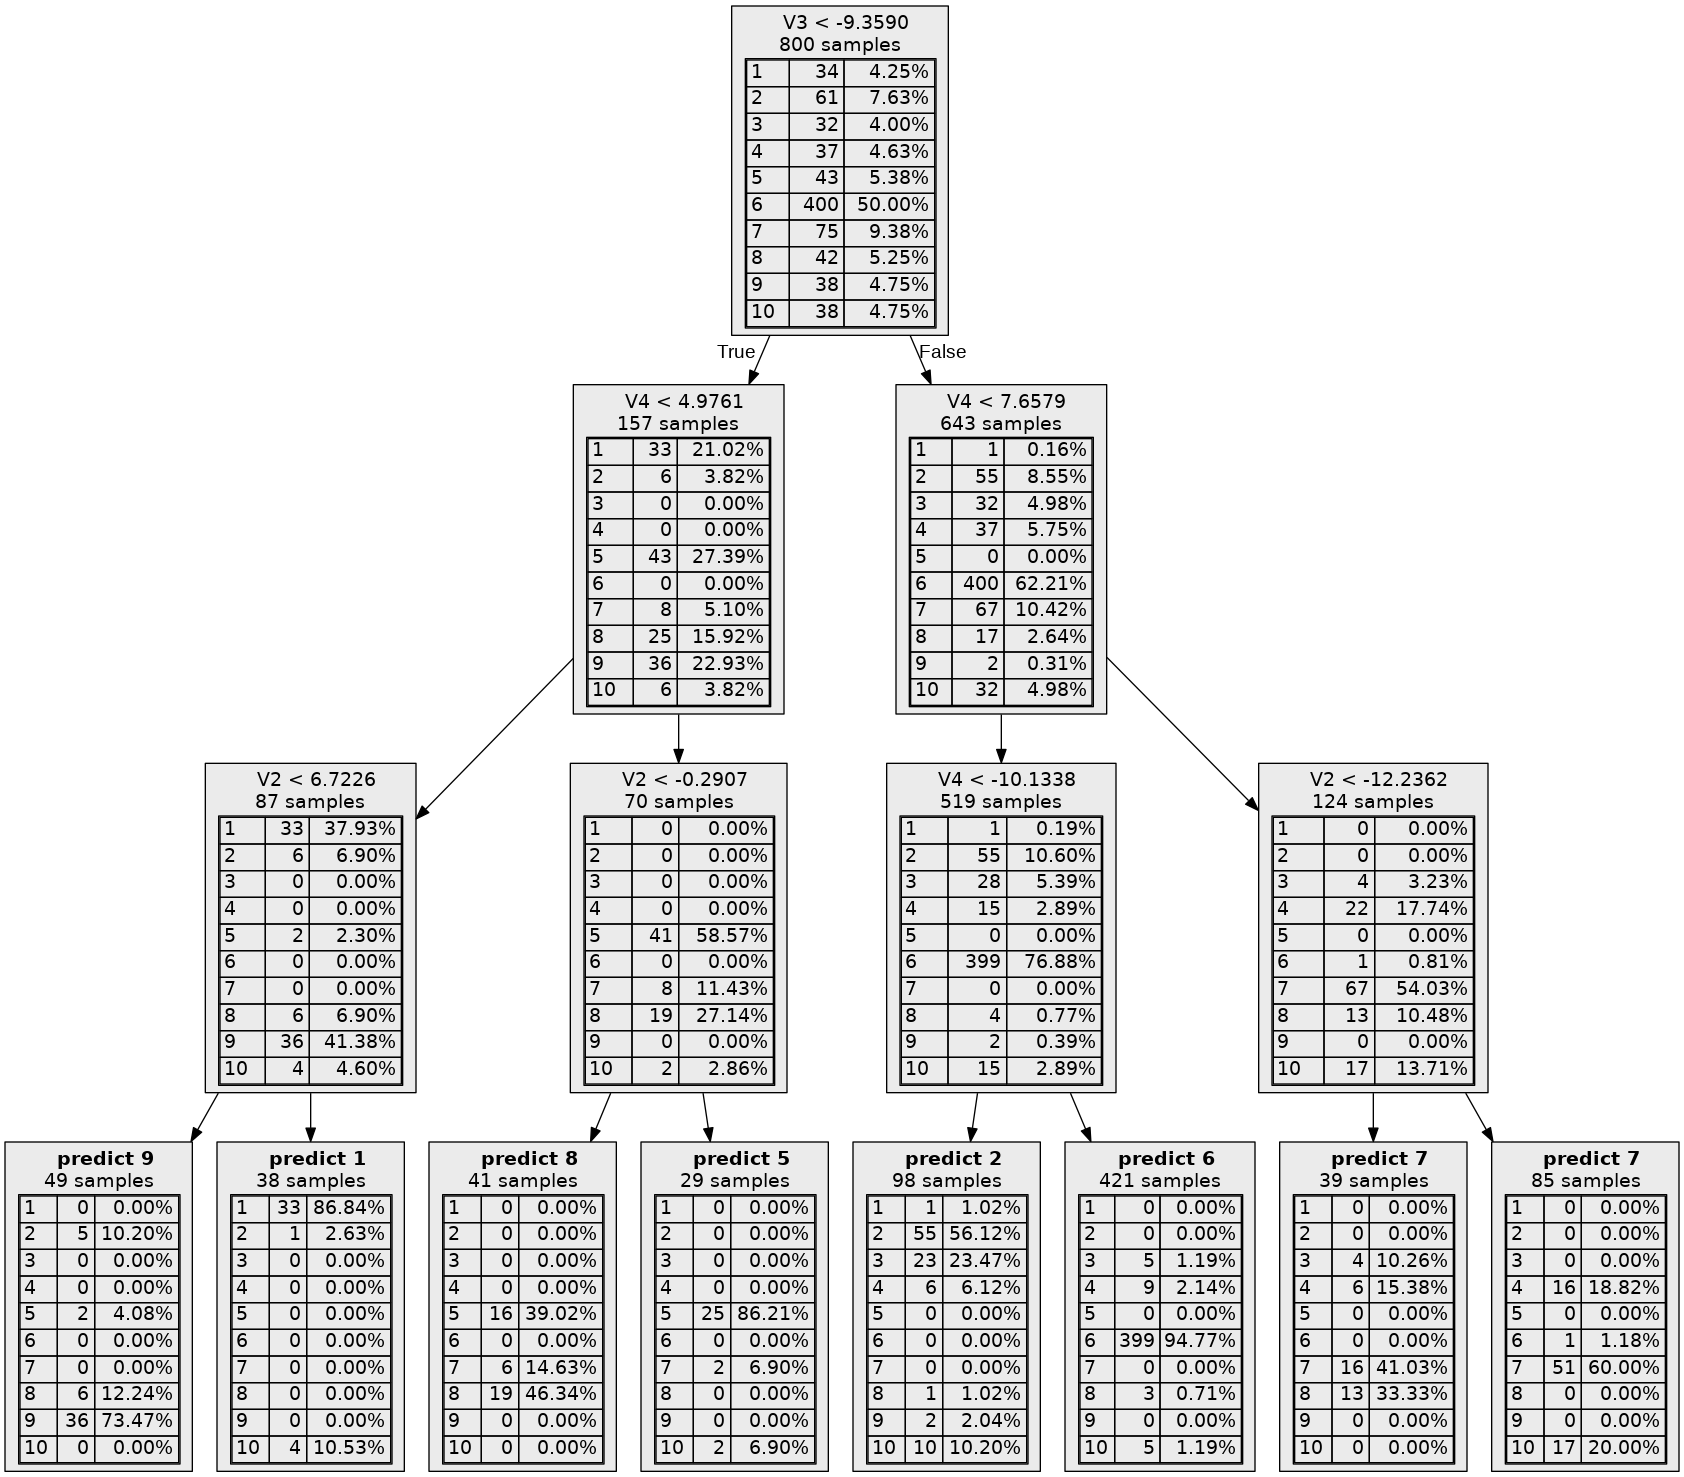 V3 < -9.3590
800 samples
1 34 4.25%
2 61 7.63%
3 32 4.00%
4 37 4.63%
5 43 5.38%
6 400 50.00%
7 75 9.38%
8 42 5.25%
9 38 4.75%
10 38 4.75%
True
False
V4 < 4.9761
157 samples
1 33 21.02%
2 6 3.82%
3 0 0.00%
4 0 0.00%
5 43 27.39%
6 0 0.00%
7 8 5.10%
8 25 15.92%
9 36 22.93%
10 6 3.82%
V4 < 7.6579
643 samples
1 1 0.16%
2 55 8.55%
3 32 4.98%
4 37 5.75%
5 0 0.00%
6 400 62.21%
7 67 10.42%
8 17 2.64%
9 2 0.31%
10 32 4.98%
V2 < 6.7226
87 samples
1 33 37.93%
2 6 6.90%
3 0 0.00%
4 0 0.00%
5 2 2.30%
6 0 0.00%
7 0 0.00%
8 6 6.90%
9 36 41.38%
10 4 4.60%
V2 < -0.2907
70 samples
1 0 0.00%
2 0 0.00%
3 0 0.00%
4 0 0.00%
5 41 58.57%
6 0 0.00%
7 8 11.43%
8 19 27.14%
9 0 0.00%
10 2 2.86%
V4 < -10.1338
519 samples
1 1 0.19%
2 55 10.60%
3 28 5.39%
4 15 2.89%
5 0 0.00%
6 399 76.88%
7 0 0.00%
8 4 0.77%
9 2 0.39%
10 15 2.89%
V2 < -12.2362
124 samples
1 0 0.00%
2 0 0.00%
3 4 3.23%
4 22 17.74%
5 0 0.00%
6 1 0.81%
7 67 54.03%
8 13 10.48%
9 0 0.00%
10 17 13.71%
predict 9
49 samples
1 0 0.00%
2 5 10.20%
3 0 0.00%
4 0 0.00%
5 2 4.08%
6 0 0.00%
7 0 0.00%
8 6 12.24%
9 36 73.47%
10 0 0.00%
predict 1
38 samples
1 33 86.84%
2 1 2.63%
3 0 0.00%
4 0 0.00%
5 0 0.00%
6 0 0.00%
7 0 0.00%
8 0 0.00%
9 0 0.00%
10 4 10.53%
predict 8
41 samples
1 0 0.00%
2 0 0.00%
3 0 0.00%
4 0 0.00%
5 16 39.02%
6 0 0.00%
7 6 14.63%
8 19 46.34%
9 0 0.00%
10 0 0.00%
predict 5
29 samples
1 0 0.00%
2 0 0.00%
3 0 0.00%
4 0 0.00%
5 25 86.21%
6 0 0.00%
7 2 6.90%
8 0 0.00%
9 0 0.00%
10 2 6.90%
predict 2
98 samples
1 1 1.02%
2 55 56.12%
3 23 23.47%
4 6 6.12%
5 0 0.00%
6 0 0.00%
7 0 0.00%
8 1 1.02%
9 2 2.04%
10 10 10.20%
predict 6
421 samples
1 0 0.00%
2 0 0.00%
3 5 1.19%
4 9 2.14%
5 0 0.00%
6 399 94.77%
7 0 0.00%
8 3 0.71%
9 0 0.00%
10 5 1.19%
predict 7
39 samples
1 0 0.00%
2 0 0.00%
3 4 10.26%
4 6 15.38%
5 0 0.00%
6 0 0.00%
7 16 41.03%
8 13 33.33%
9 0 0.00%
10 0 0.00%
predict 7
85 samples
1 0 0.00%
2 0 0.00%
3 0 0.00%
4 16 18.82%
5 0 0.00%
6 1 1.18%
7 51 60.00%
8 0 0.00%
9 0 0.00%
10 17 20.00%